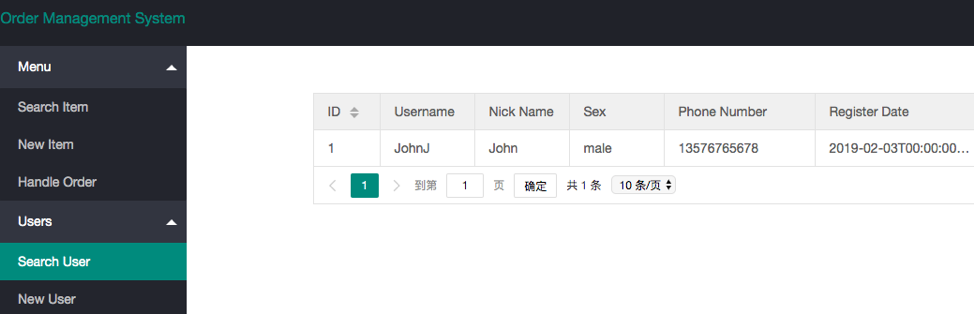 Order Management System
Menu
Search Item
New Item
Handle Order
Users
Search User
New User
ID Username Nick Name Sex Phone Number Register Date
1 JohnJ John male 13576765678 2019-02-03T00:00:00...
1 到第 1 页 确定 共 1 条 10 条/页